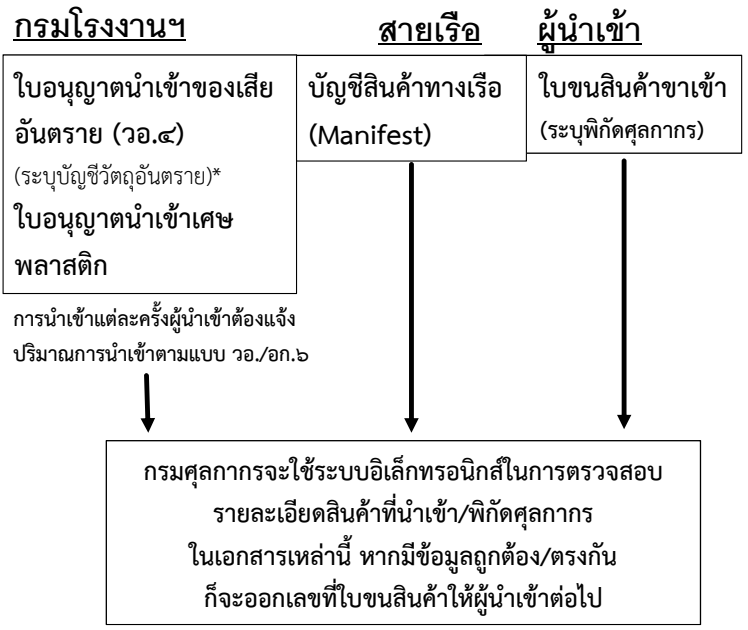 กรมโรงงานฯ
ใบอนุญาตนำเข้าของเสีย
อันตราย (วอ.๔)
(ระบุบัญชีวัตถุอันตราย)*
ใบอนุญาตนำเข้าเศษ
พลาสติก
การนำเข้าแต่ละครั้งผู้นำเข้าต้องแจ้ง
ปริมาณการนำเข้าตามแบบ วอ./อก.๖
สายเรือ
บัญชีสินค้าทางเรือ
(Manifest)
ผู้นำเข้า
ใบขนสินค้าขาเข้า
(ระบุพิกัดศุลกากร)
กรมศุลกากรจะใช้ระบบอิเล็กทรอนิกส์ในการตรวจสอบ
รายละเอียดสินค้าที่นำเข้า/พิกัดศุลกากร
ในเอกสารเหล่านี้ หากมีข้อมูลถูกต้อง/ตรงกัน
ก็จะออกเลขที่ใบขนสินค้าให้ผู้นำเข้าต่อไป